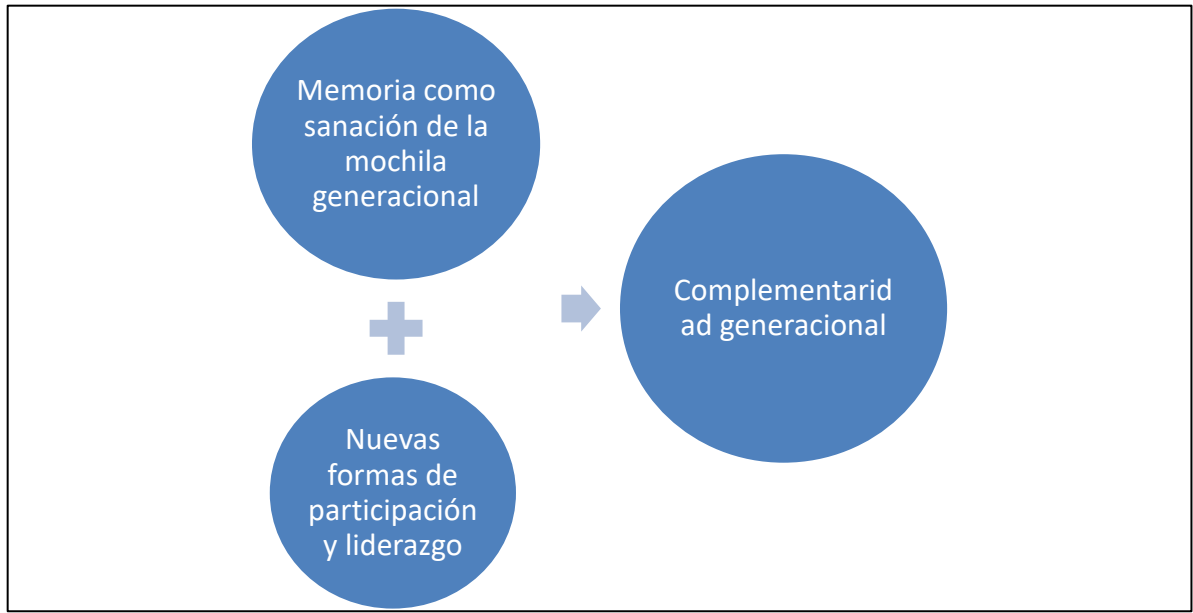 Memoria como
sanación de la
mochila
generacional
Nuevas
formas de
participación
y liderazgo
Complementarid
ad generacional